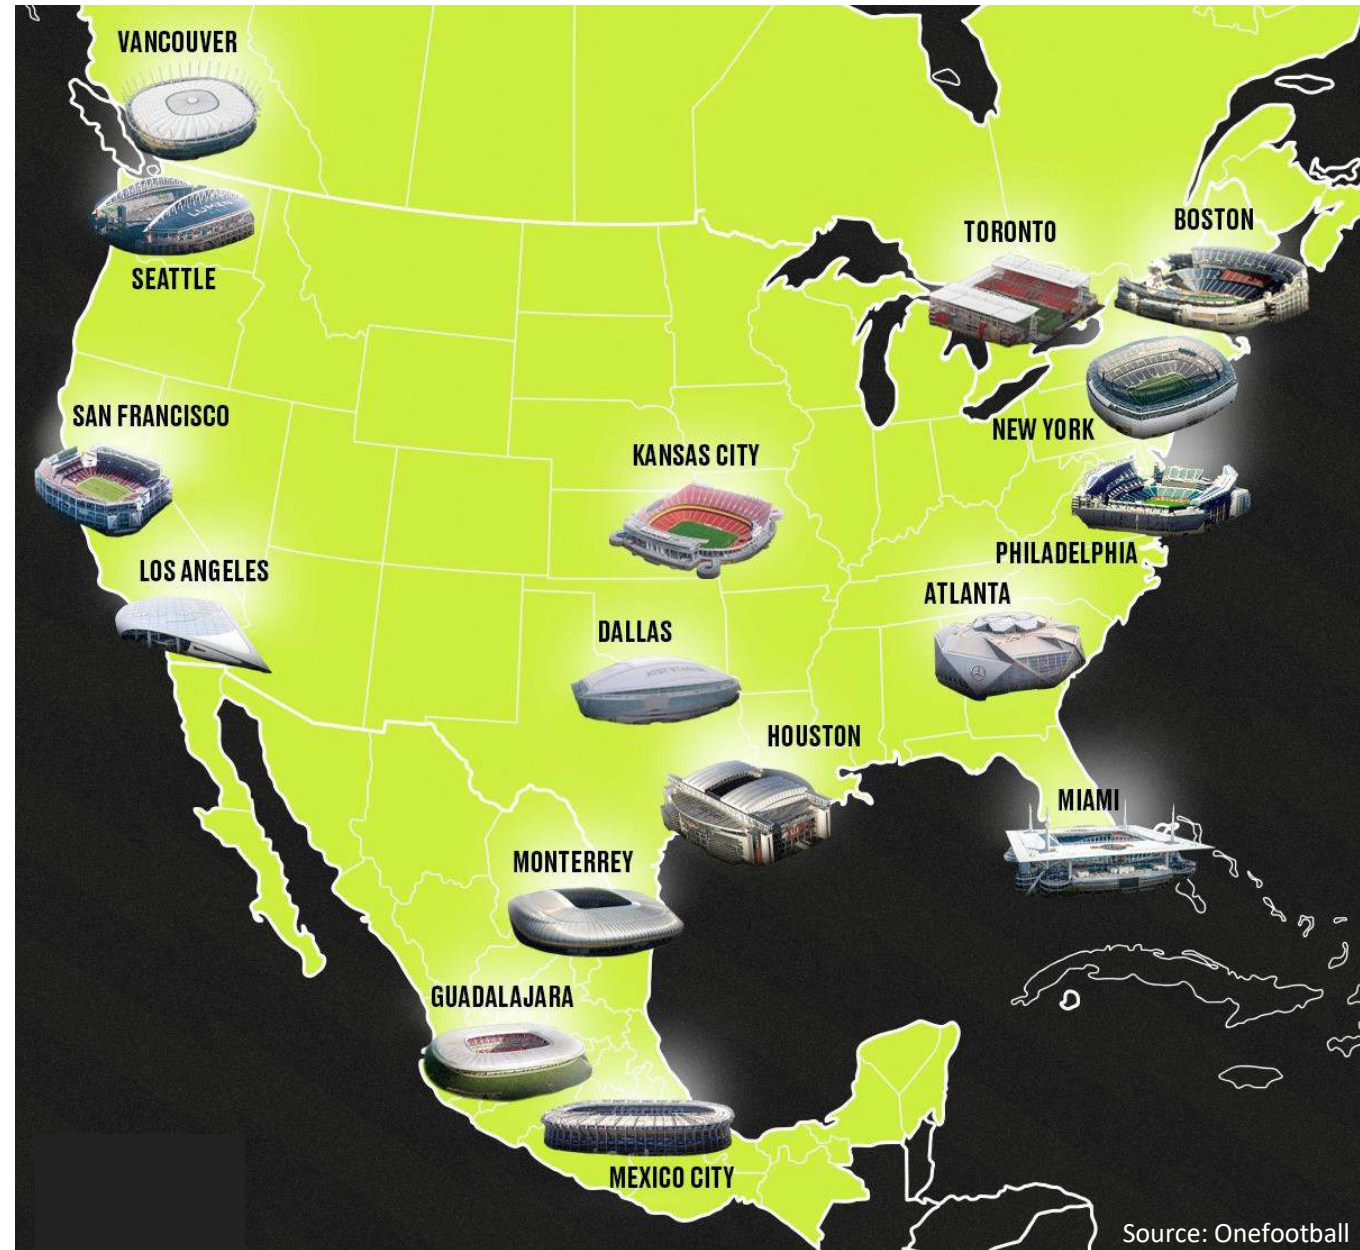 VANCOUVER
SEATTLE
TORONTO
BOSTON
SAN FRANCISCO
NEW YORK
KANSAS CITY
PHILADELPHIA
LOS ANGELES
ATLANTA
DALLAS
HOUSTON
MIAMI
MONTERREY
GUADALAJARA
MEXICO CITY
Source: Onefootball